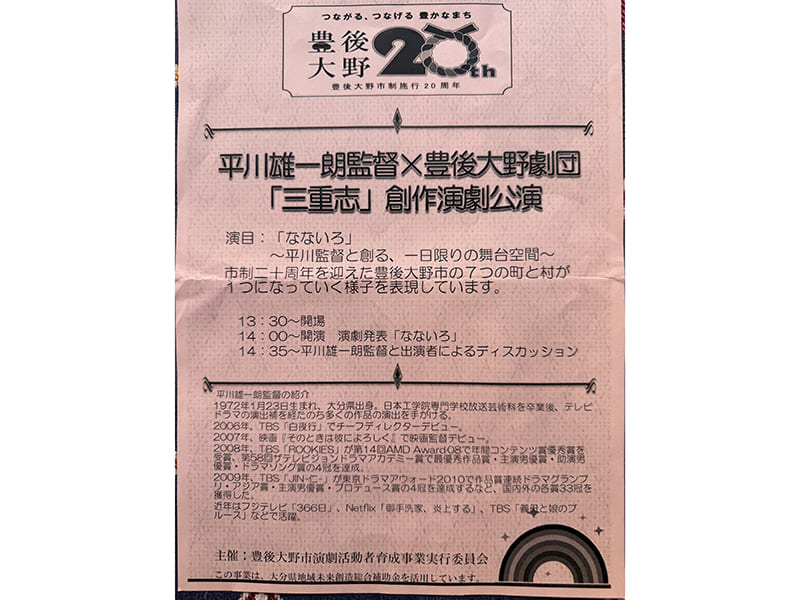 つながる、つなげる 豊かなまち
豊後
大野
20th
豊後大野市制施行20周年
平川雄一朗監督×豊後大野劇団
「三重志」創作演劇公演
演目：「なないろ」
～平川監督と創る、一日限りの舞台空間～
市制二十周年を迎えた豊後大野市の７つの町と村が
１つになっていく様子を表現しています。
13：30～開場
14：00～開演　演劇発表「なないろ」
14：35～平川雄一朗監督と出演者によるディスカッション
平川雄一朗監督の紹介
1972年1月23日生まれ、大分県出身。日本工学院専門学校放送芸術科を卒業後、テレビ
ドラマの演出補を経たのち多くの作品の演出を手がける。
2006年、TBS「白夜行」でチーフディレクターデビュー。
2007年、映画『そのときは彼によろしく』で映画監督デビュー。
2008年、TBS「ROOKIES」が第14回AMD Award08で年間コンテンツ賞優秀賞を
受賞、第58回ザテレビジョンドラマアカデミー賞で最優秀作品賞・主演男優賞・助演男
優賞・ドラマソング賞の4冠を達成。
2009年、TBS「JIN-仁-」が東京ドラマアウォード2010で作品賞連続ドラマグランプ
リ・アジア賞・主演男優賞・プロデュース賞の4冠を達成するなど、国内外の各賞33冠を
獲得した。
近年はフジテレビ「366日」、Netflix「御手洗家、炎上する」、TBS「義母と娘のブ
ルース」などで活躍。
主催：豊後大野市演劇活動者育成事業実行委員会
この事業は、大分県地域未来創造総合補助金を活用しています。